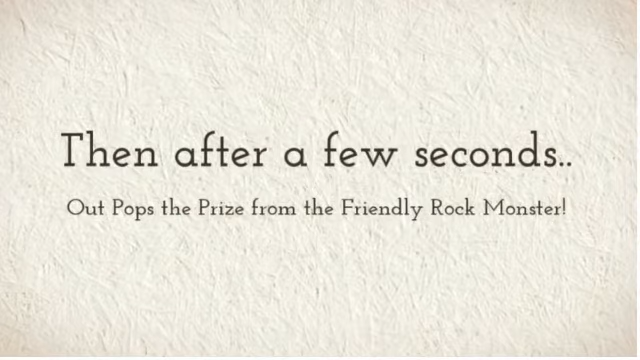 Then after a few seconds..
Out Pops the Prize from the Friendly Rock Monster!